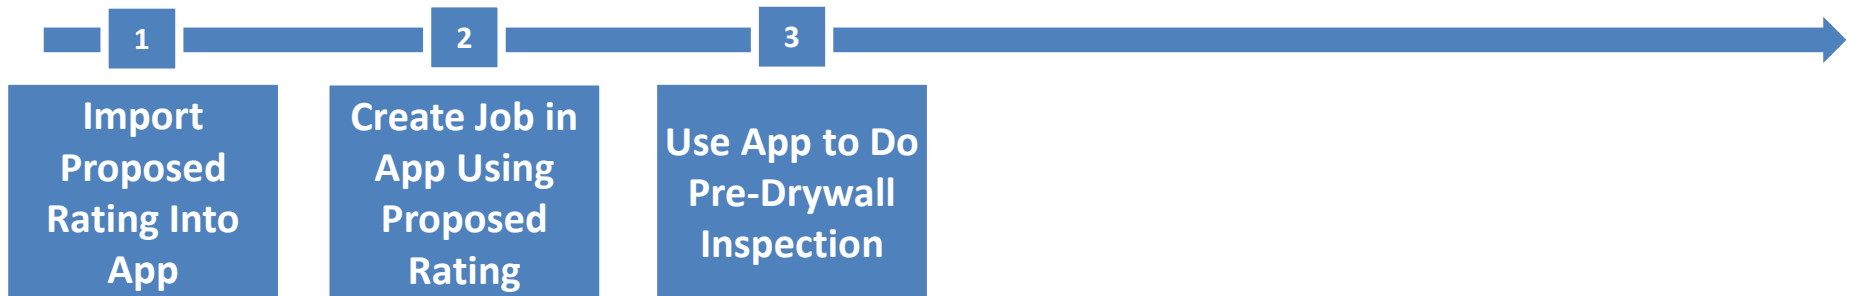 1
2
3
Import
Proposed
Rating Into
App
Create Job in
App Using
Proposed
Rating
Use App to Do
Pre-Drywall
Inspection